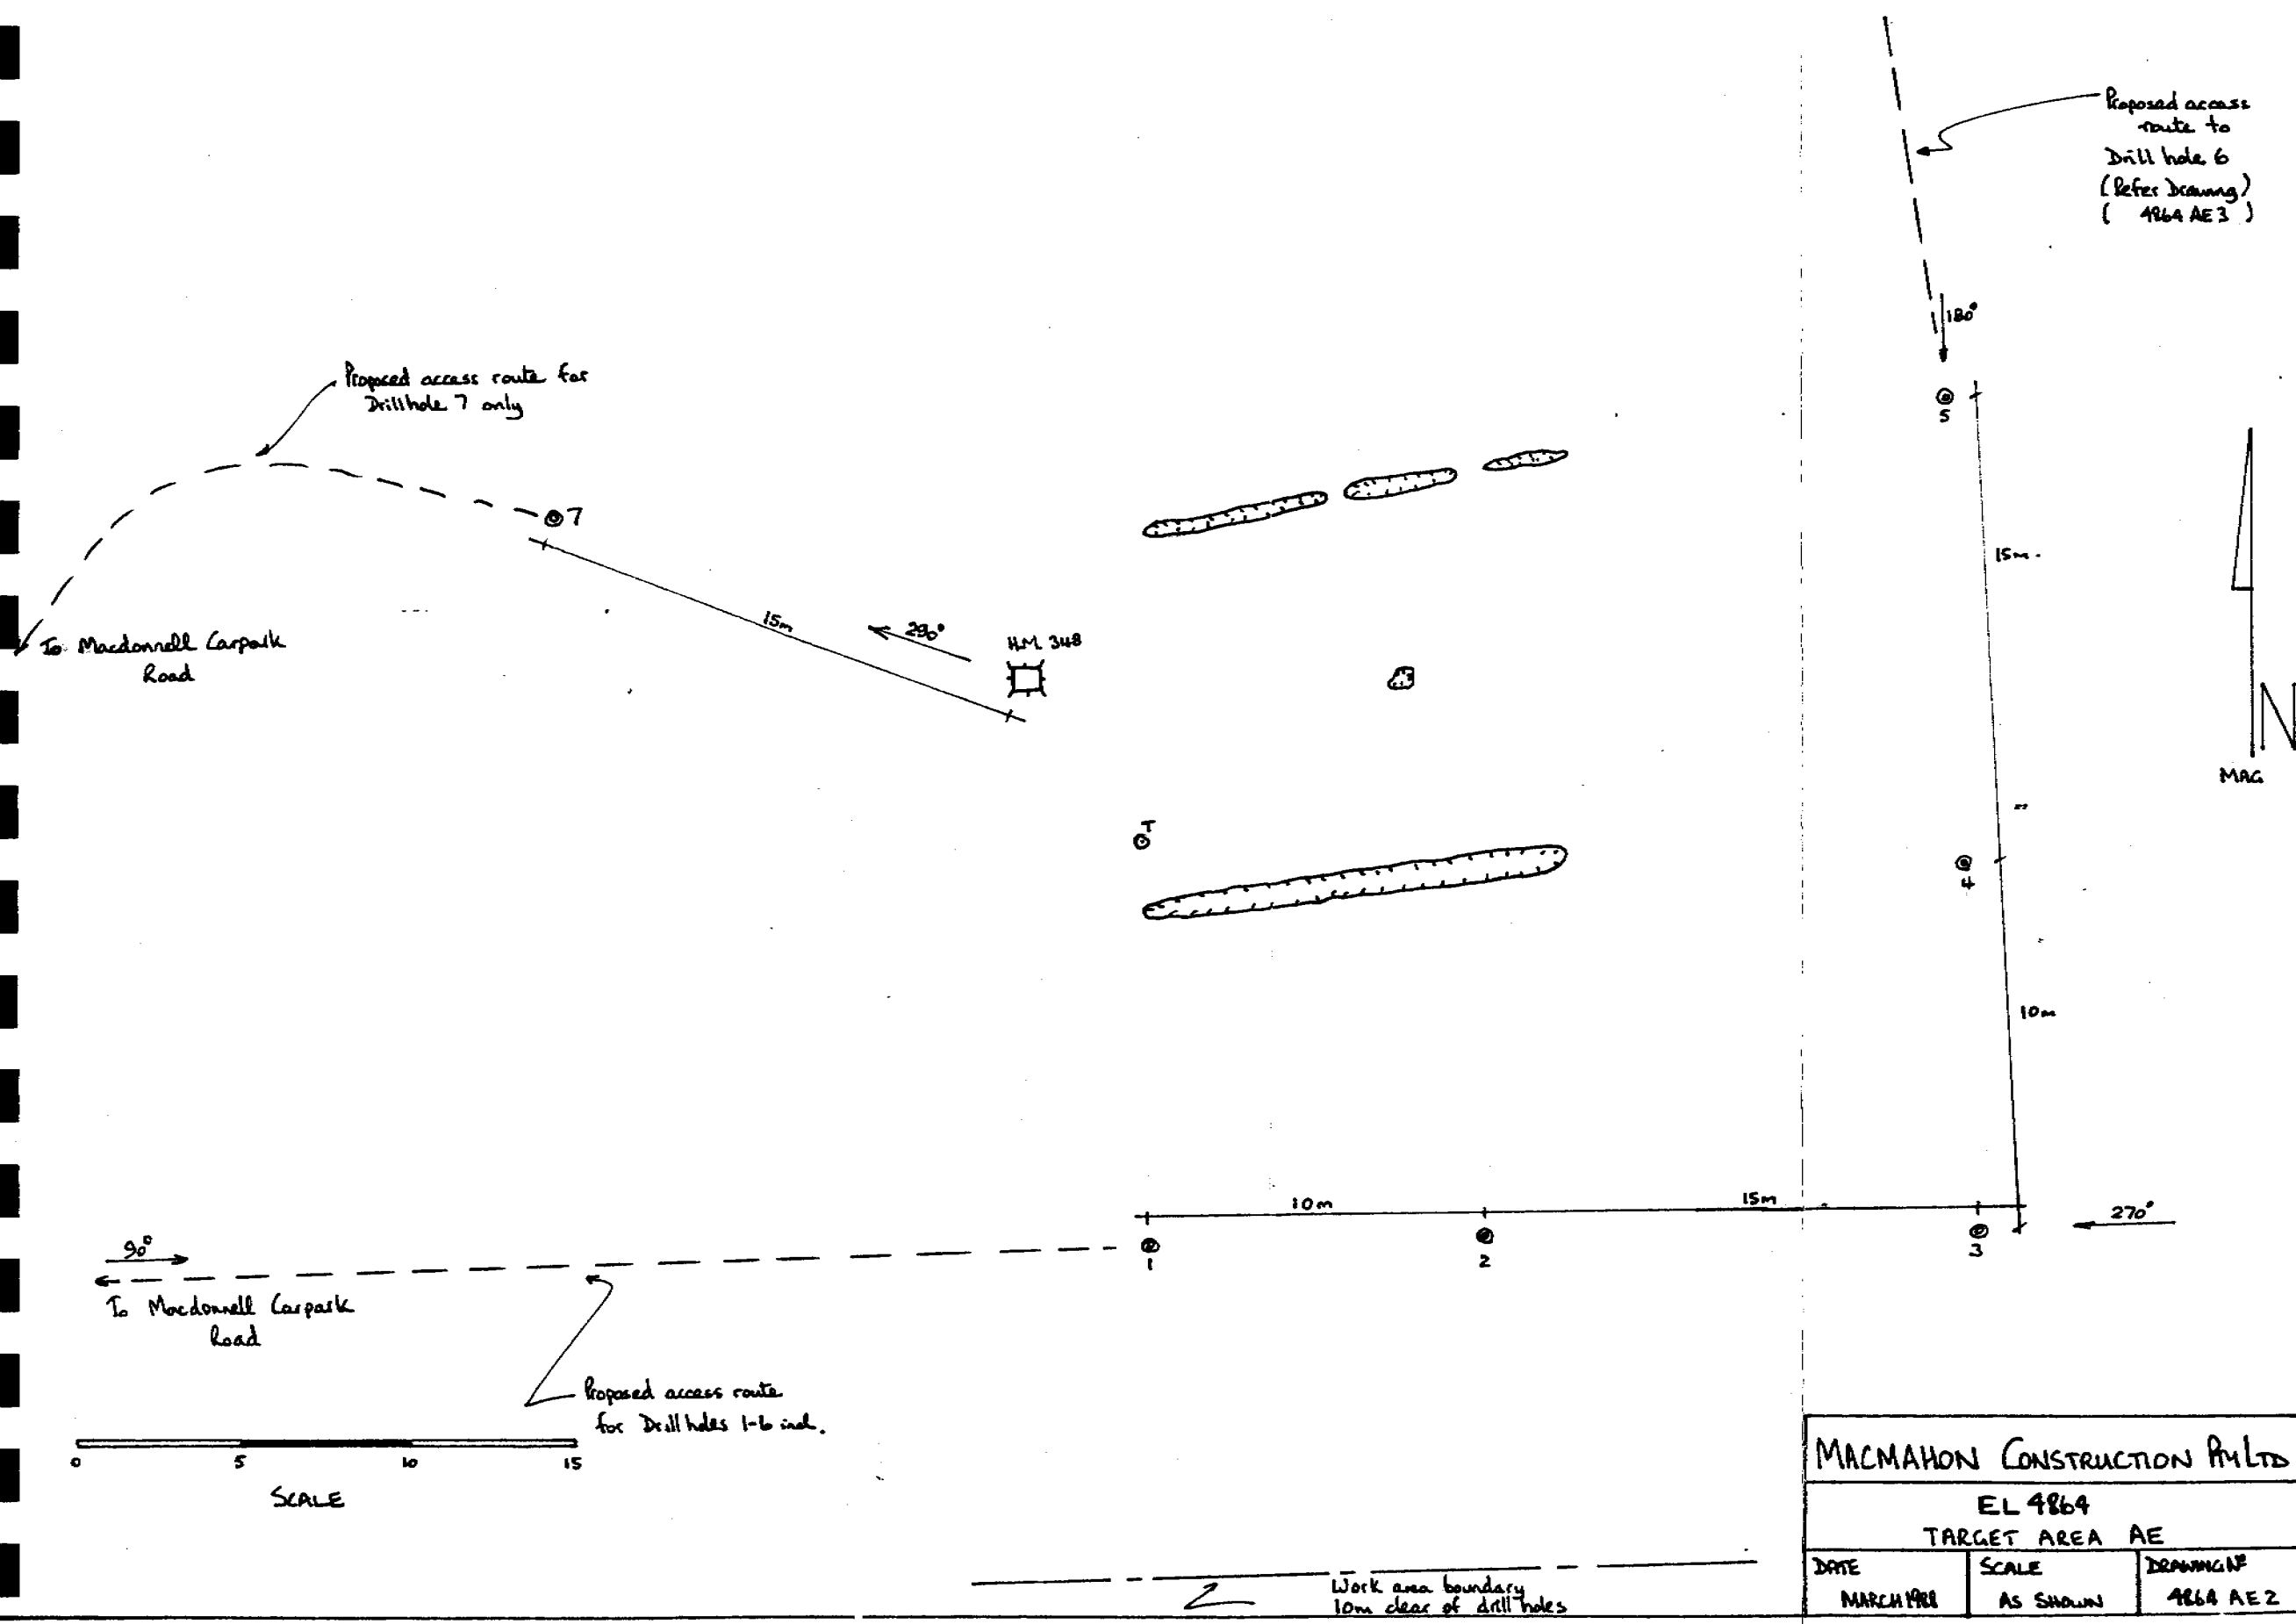 Proposed access
route to
Drill hole 6
(Refer Drawing)
( 4864 AE3 )
180°
5
Proposed access route for
Drillhole 7 only
7
15m
15m
290°
H.M. 348
To Macdonnell Carpark
Road
N
MAG
T
4
10m
10m
15m
270°
90°
1
2
3
To Macdonnell Carpark
Road
Proposed access route
for Drillholes 1-6 incl.
0 5 10 15
SCALE
Work area boundary
10m clear of drill holes
MACMAHON CONSTRUCTION PTY LTD
EL 4864
TARGET AREA AE
DATE
MARCH 1988
SCALE
AS SHOWN
DRAWING Nº
4864 AE2